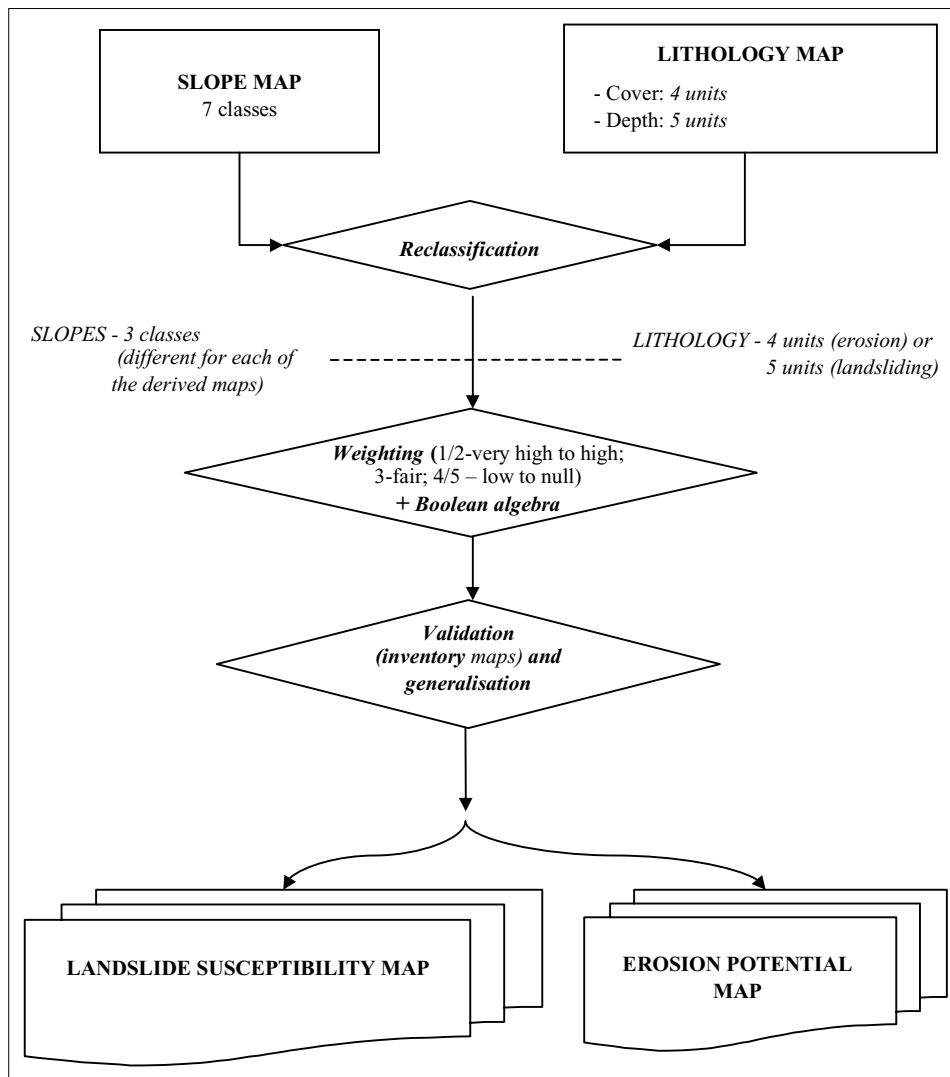 SLOPE MAP
7 classes
LITHOLOGY MAP
- Cover: 4 units
- Depth: 5 units
Reclassification
SLOPES - 3 classes
(different for each of
the derived maps)
LITHOLOGY - 4 units (erosion) or
5 units (landsliding)
Weighting (1/2-very high to high;
3-fair; 4/5 – low to null)
+ Boolean algebra
Validation
(inventory maps) and
generalisation
LANDSLIDE SUSCEPTIBILITY MAP
EROSION POTENTIAL
MAP